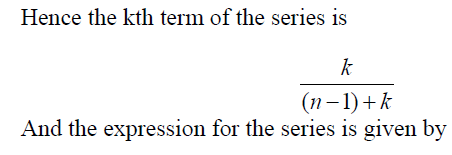 Hence the kth term of the series is
k
(n−1)+k
And the expression for the series is given by